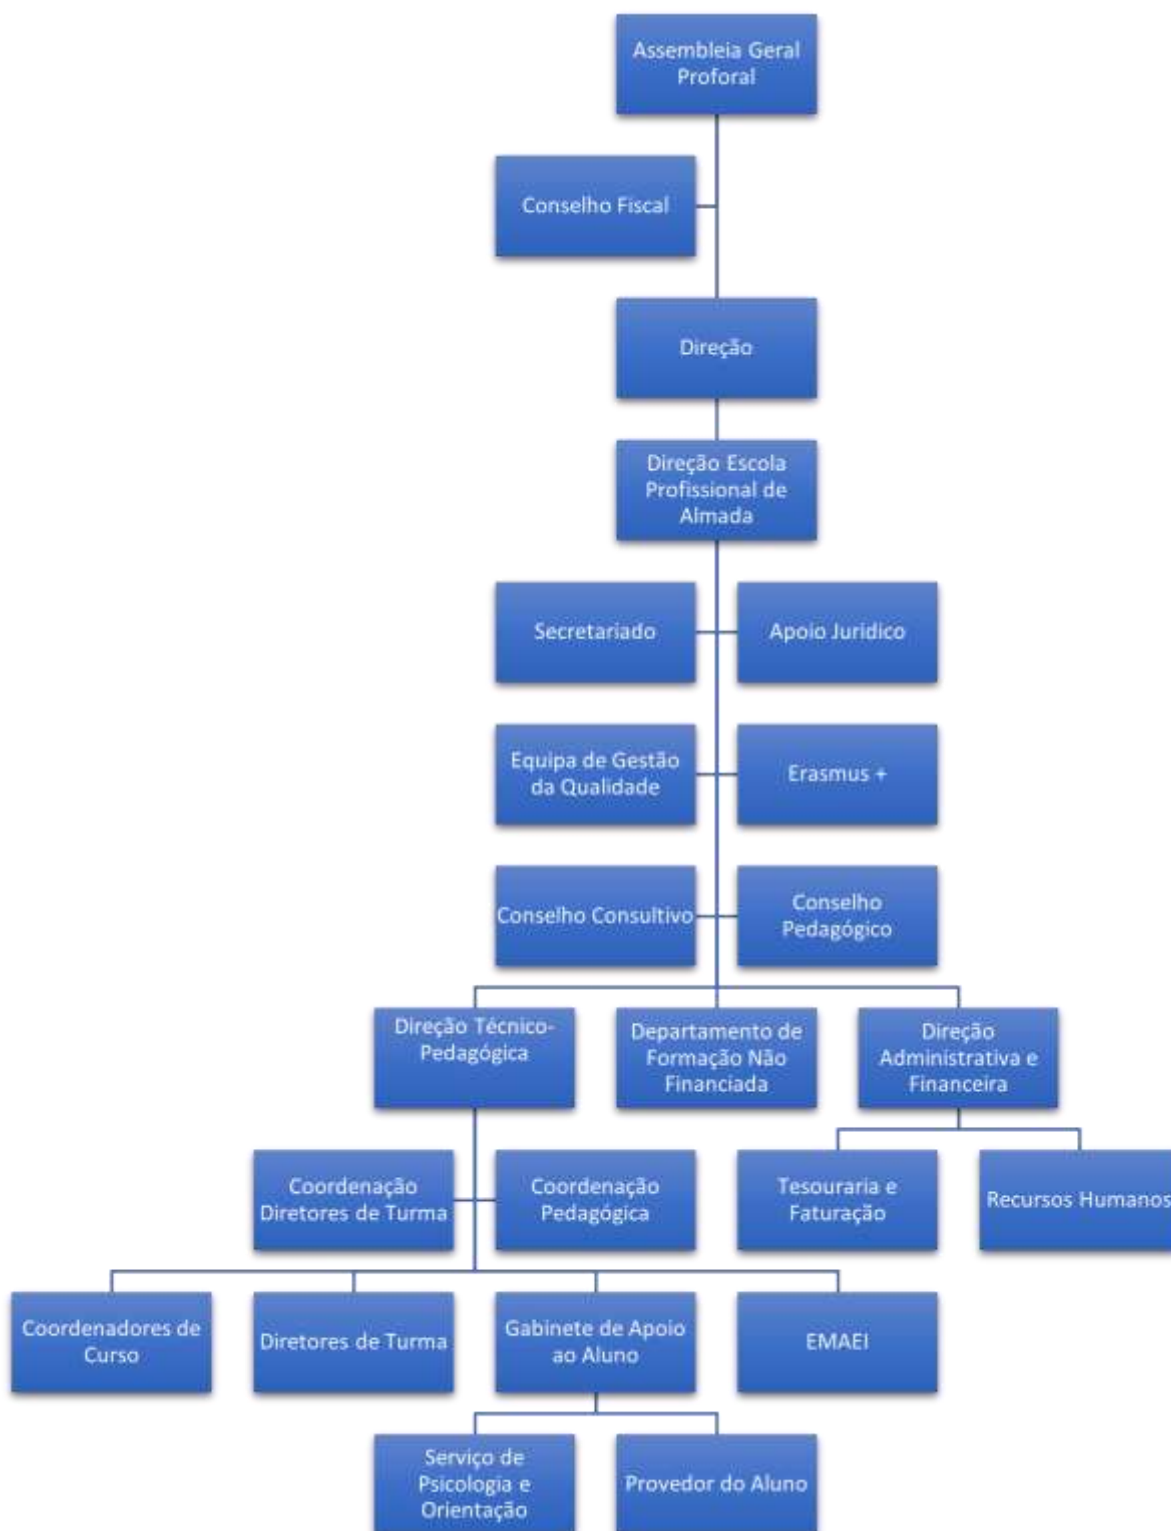 Assembleia Geral
Proforal
Conselho Fiscal
Direção
Direção Escola
Profissional de
Almada
Secretariado
Apoio Juridico
Equipa de Gestão
da Qualidade
Erasmus +
Conselho Consultivo
Conselho
Pedagógico
Direção Técnico-
Pedagógica
Departamento de
Formação Não
Financiada
Direção
Administrativa e
Financeira
Coordenação
Diretores de Turma
Coordenação
Pedagógica
Tesouraria e
Faturação
Recursos Humanos
Coordenadores de
Curso
Diretores de Turma
Gabinete de Apoio
ao Aluno
EMAEI
Serviço de
Psicologia e
Orientação
Provedor do Aluno